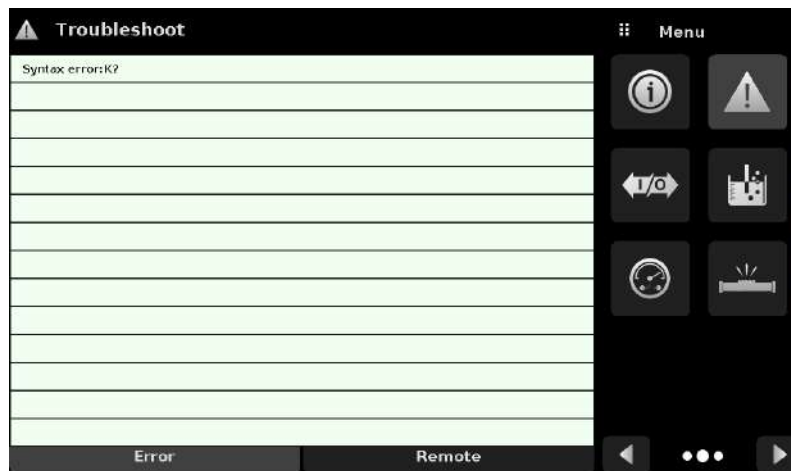 Troubleshoot
Menu
Syntax error:K?
I/O
Error
Remote